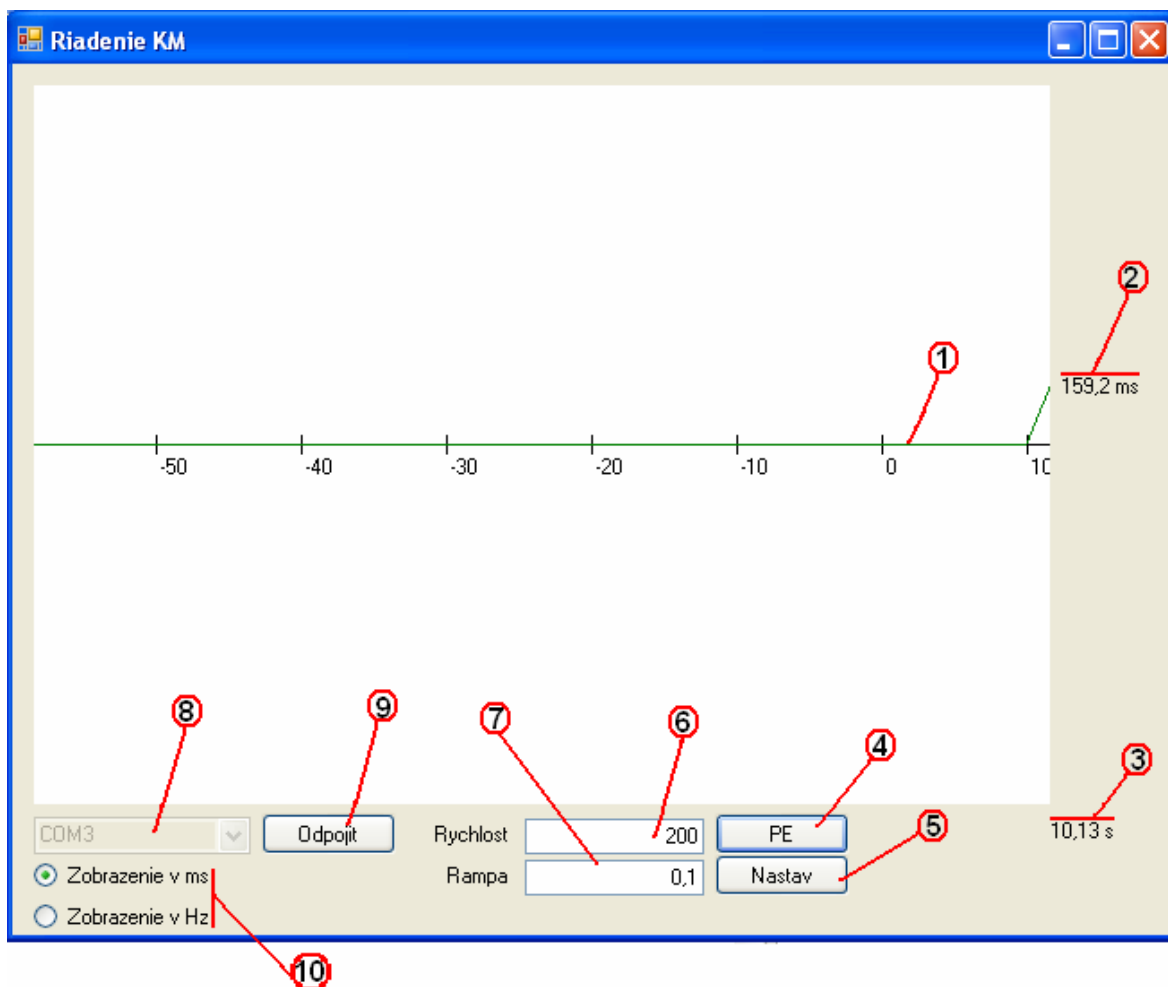 Riadenie KM
2
1
159,2 ms
-50 -40 -30 -20 -10 0 10
8 9 7 6 4 3
COM3 Odpojit Rychlost 200 PE 10,13 s
5
Zobrazenie v ms Rampa 0,1 Nastav
Zobrazenie v Hz
10